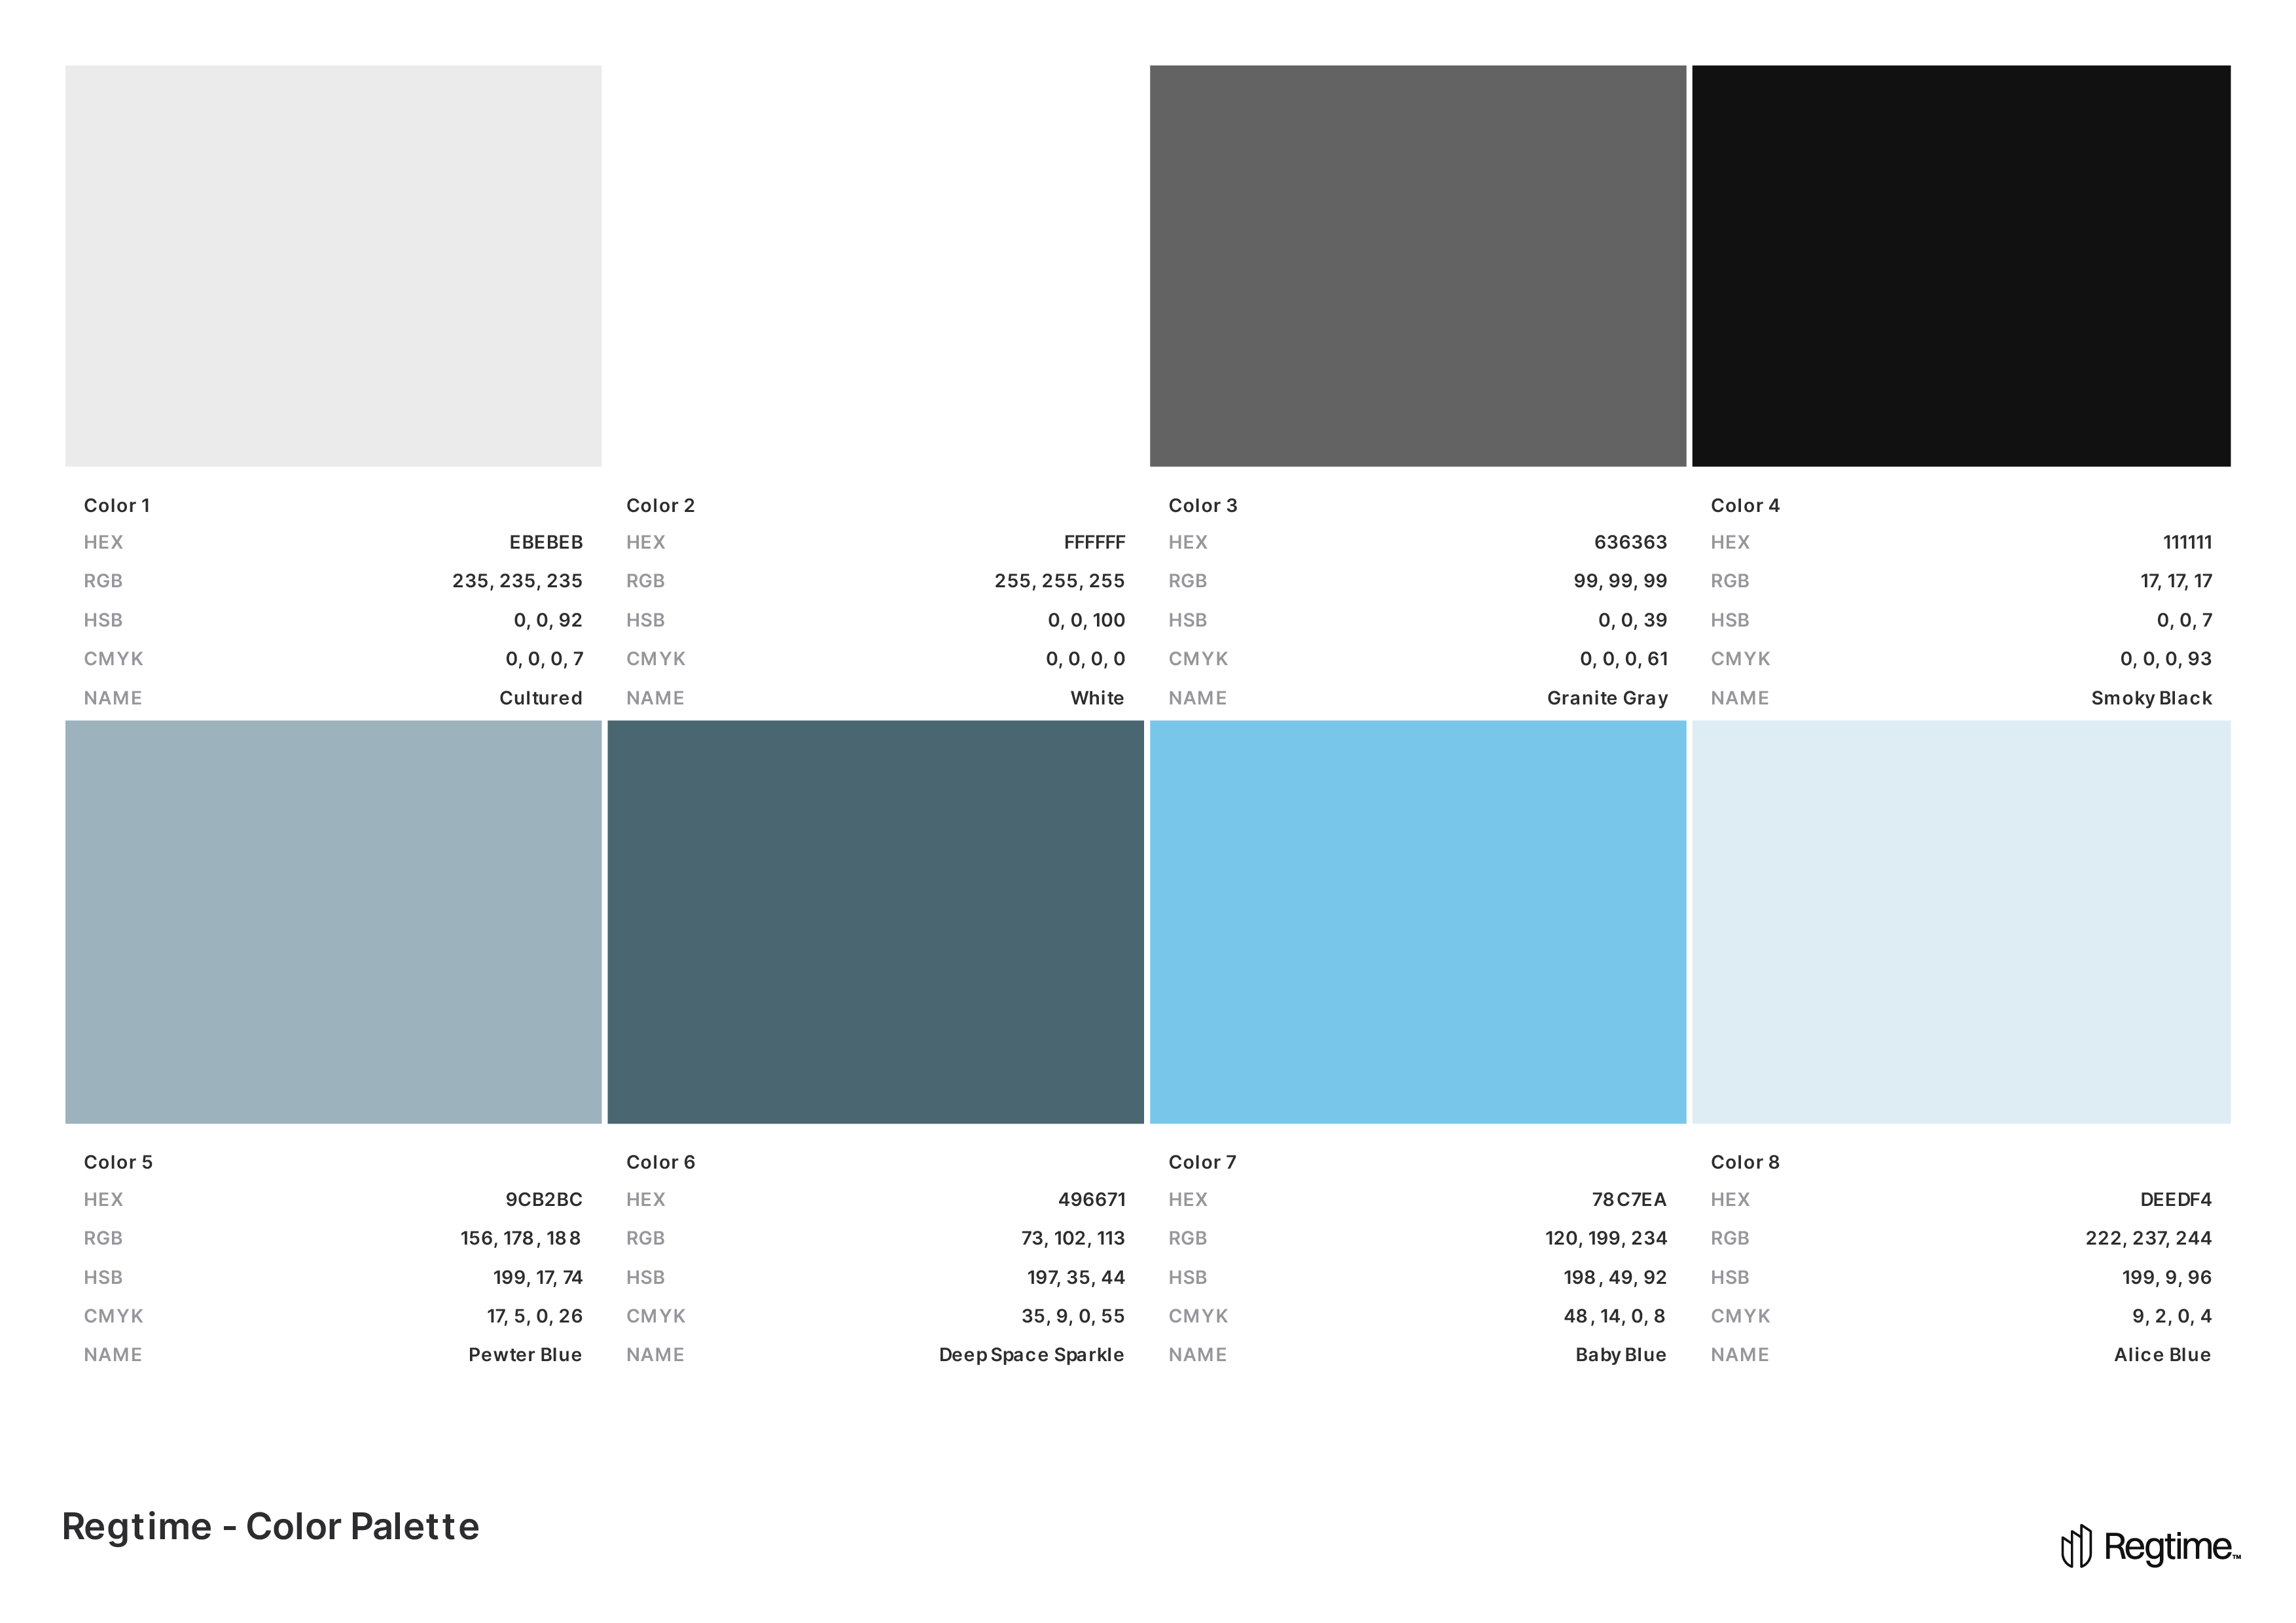 Color 1
HEX EBEBEB
RGB 235, 235, 235
HSB 0, 0, 92
CMYK 0, 0, 0, 7
NAME Cultured
Color 2
HEX FFFFFF
RGB 255, 255, 255
HSB 0, 0, 100
CMYK 0, 0, 0, 0
NAME White
Color 3
HEX 636363
RGB 99, 99, 99
HSB 0, 0, 39
CMYK 0, 0, 0, 61
NAME Granite Gray
Color 4
HEX 111111
RGB 17, 17, 17
HSB 0, 0, 7
CMYK 0, 0, 0, 93
NAME Smoky Black
Color 5
HEX 9CB2BC
RGB 156, 178, 188
HSB 199, 17, 74
CMYK 17, 5, 0, 26
NAME Pewter Blue
Color 6
HEX 496671
RGB 73, 102, 113
HSB 197, 35, 44
CMYK 35, 9, 0, 55
NAME Deep Space Sparkle
Color 7
HEX 78C7EA
RGB 120, 199, 234
HSB 198, 49, 92
CMYK 48, 14, 0, 8
NAME Baby Blue
Color 8
HEX DEEDF4
RGB 222, 237, 244
HSB 199, 9, 96
CMYK 9, 2, 0, 4
NAME Alice Blue
Regtime - Color Palette
Regtime™